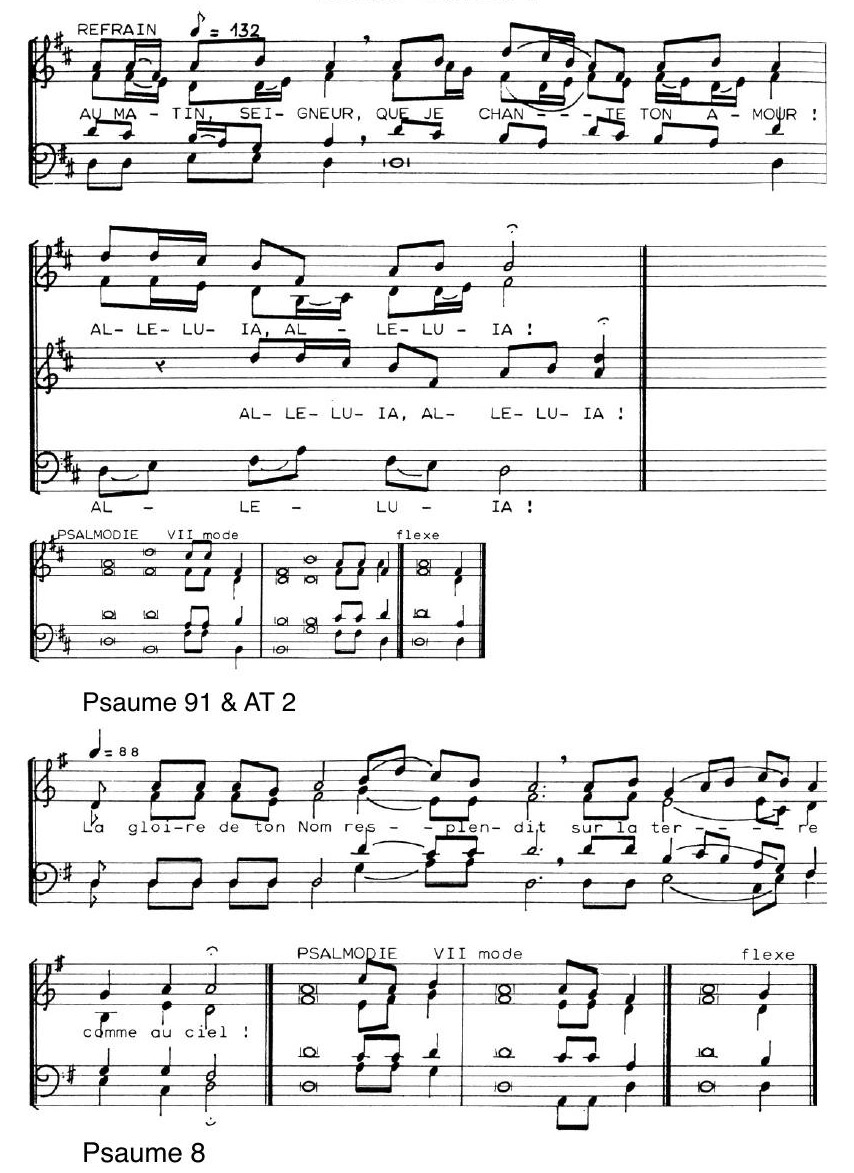 REFRAIN ♪ = 132
AU MA - TIN, SEI- GNEUR, QUE JE CHAN - - - TE TON A - MOUR !
AL- LE- LU- IA, AL - LE- LU - IA !
AL- LE- LU- IA, AL- LE- LU- IA !
AL - LE - LU - IA !
PSALMODIE VII mode flexe
Psaume 91 & AT 2
♩ = 88
La gloi-re de ton Nom res - - plen- dit sur la ter - - - - re
PSALMODIE VII mode flexe
comme au ciel !
Psaume 8